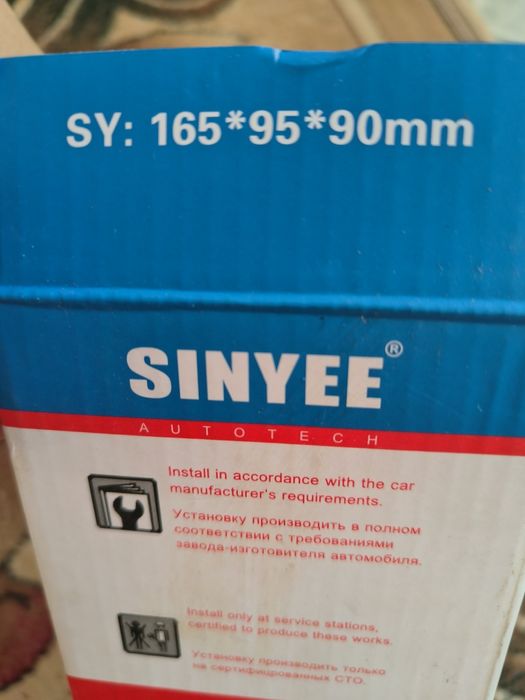 SY: 165*95*90mm
SINYEE®
AUTOTECH
Install in accordance with the car
manufacturer's requirements.
Установку производить в полном
соответствии с требованиями
завода-изготовителя автомобиля.
Install only at service stations,
certified to produce these works.
Установку производить только
на сертифицрованных СТО.